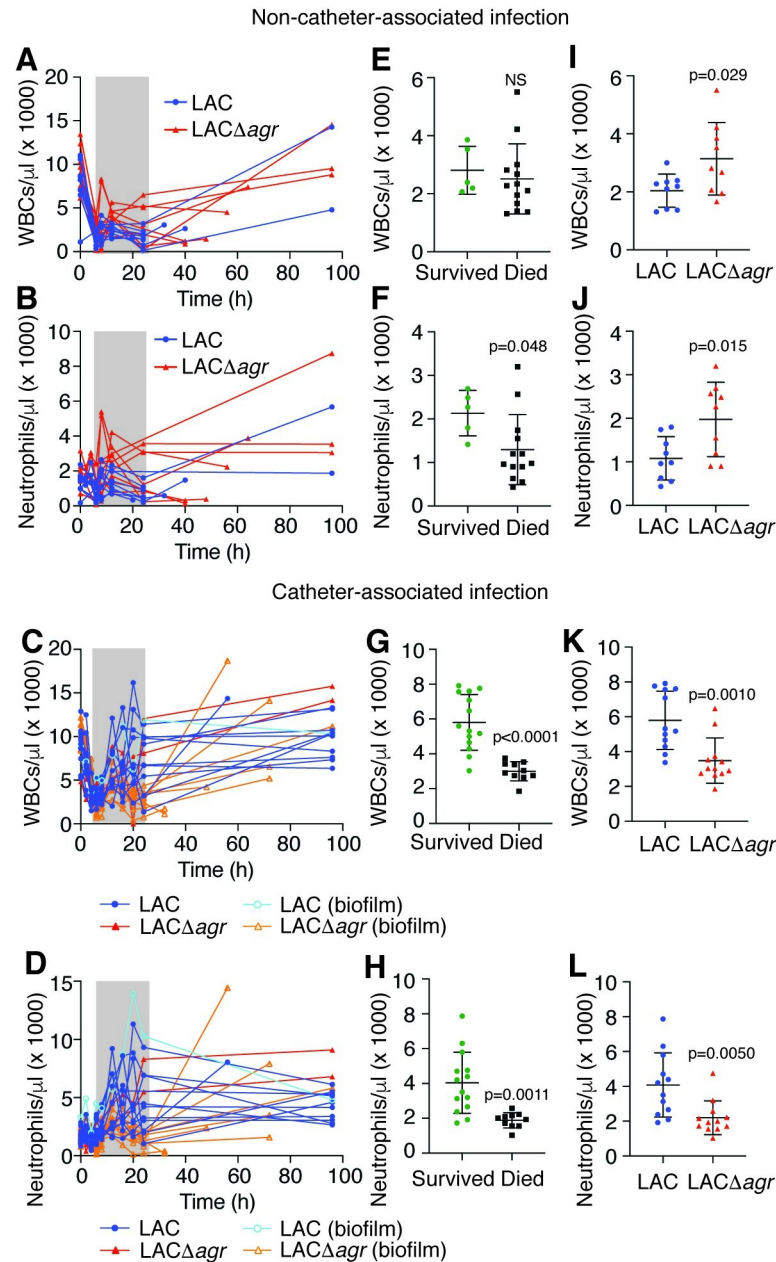 Non-catheter-associated infection
A
WBCs/µl (x 1000)
20
15
10
5
0
0 20 40 60 80 100
Time (h)
LAC
LACΔagr
E
WBCs/µl (x 1000)
6
4
2
0
NS
Survived Died
I
WBCs/µl (x 1000)
6
4
2
0
p=0.029
LAC LACΔagr
B
Neutrophils/µl (x 1000)
10
8
6
4
2
0
0 20 40 60 80 100
Time (h)
LAC
LACΔagr
F
Neutrophils/µl (x 1000)
4
3
2
1
0
p=0.048
Survived Died
J
Neutrophils/µl (x 1000)
4
3
2
1
0
p=0.015
LAC LACΔagr
Catheter-associated infection
C
WBCs/µl (x 1000)
20
15
10
5
0
0 20 40 60 80 100
Time (h)
LAC LAC (biofilm)
LACΔagr LACΔagr (biofilm)
G
WBCs/µl (x 1000)
10
8
6
4
2
0
p<0.0001
Survived Died
K
WBCs/µl (x 1000)
10
8
6
4
2
0
p=0.0010
LAC LACΔagr
D
Neutrophils/µl (x 1000)
15
10
5
0
0 20 40 60 80 100
Time (h)
LAC LAC (biofilm)
LACΔagr LACΔagr (biofilm)
H
Neutrophils/µl (x 1000)
10
8
6
4
2
0
p=0.0011
Survived Died
L
Neutrophils/µl (x 1000)
10
8
6
4
2
0
p=0.0050
LAC LACΔagr